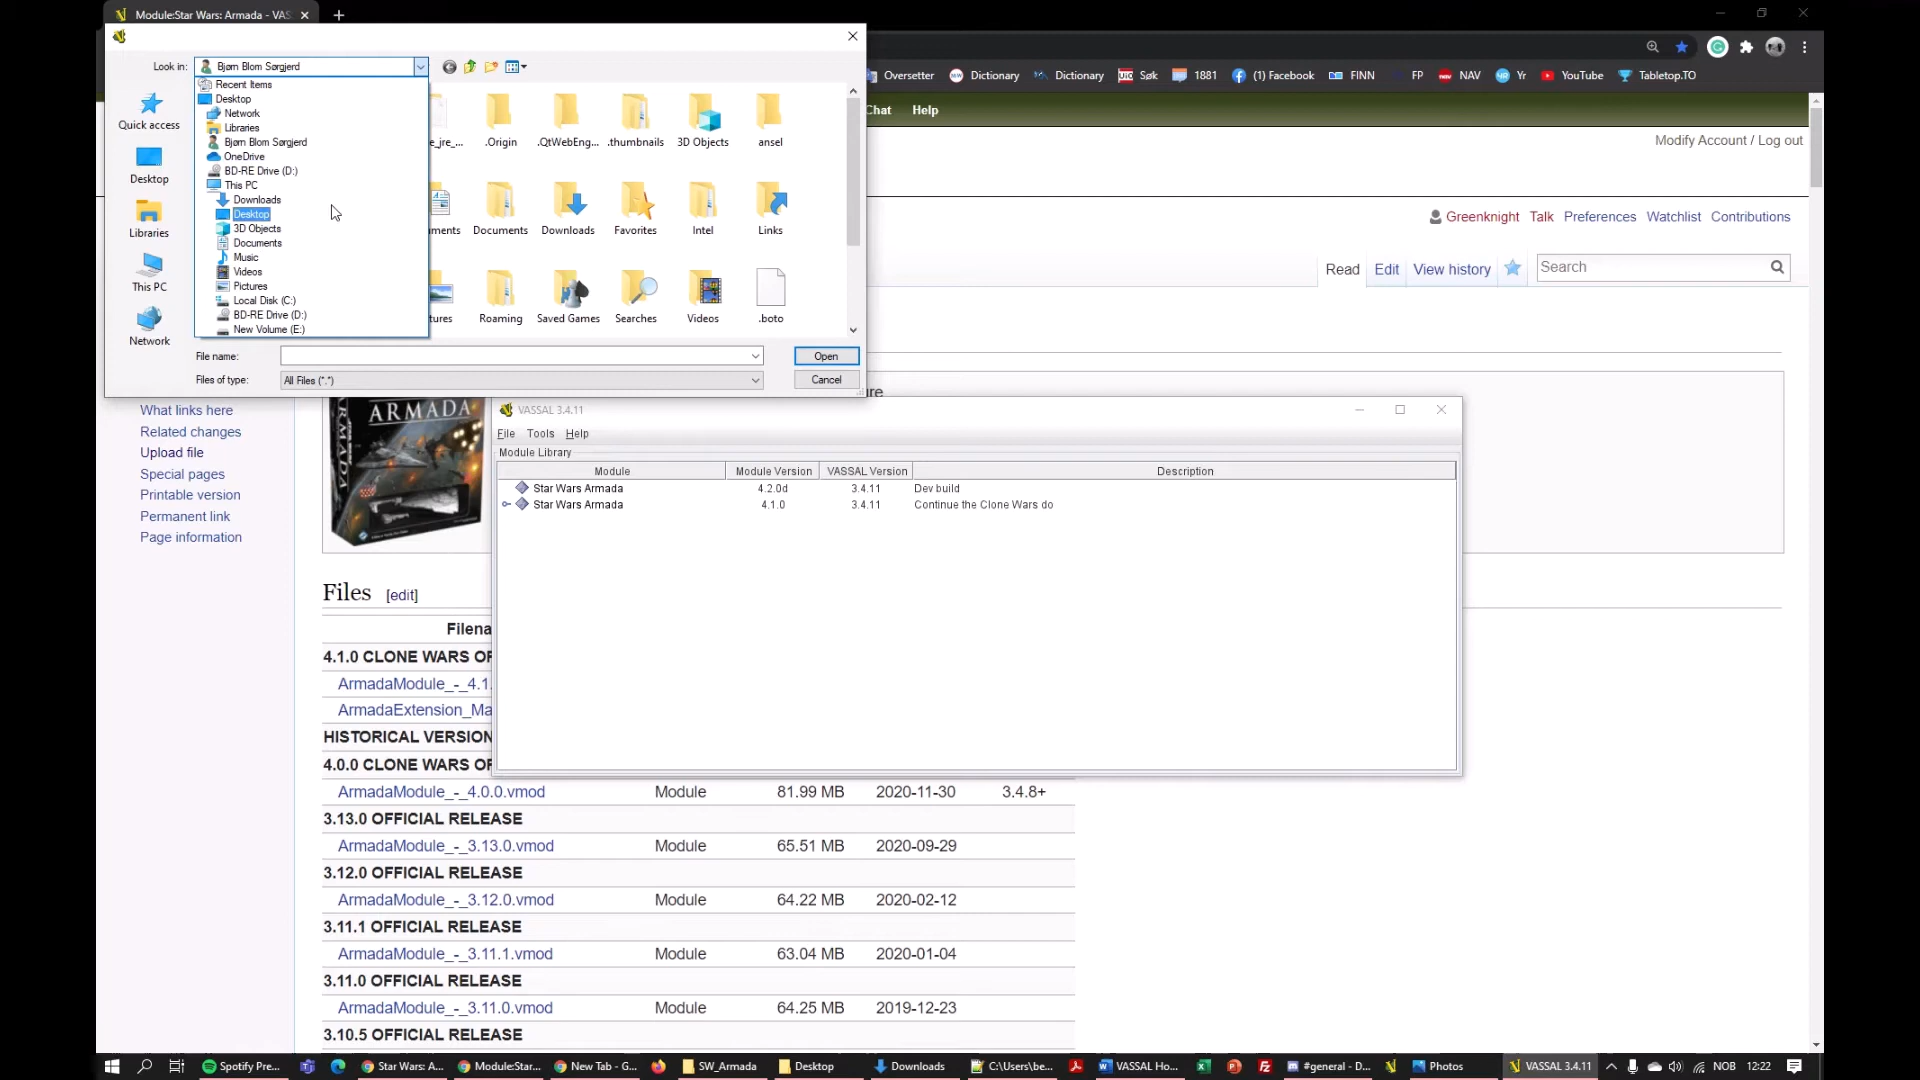 Module:Star Wars: Armada - VAS
Look in:
Bjørn Blom Sørgjerd
Recent Items
Desktop
Network
Libraries
Bjørn Blom Sørgjerd
OneDrive
BD-RE Drive (D:)
This PC
Downloads
Desktop
3D Objects
Documents
Music
Videos
Pictures
Local Disk (C:)
BD-RE Drive (D:)
New Volume (E:)
Quick access
Desktop
Libraries
This PC
Network
e_jre_...
.Origin
.QtWebEng...
.thumbnails
3D Objects
ansel
uments
Documents
Downloads
Favorites
Intel
Links
tures
Roaming
Saved Games
Searches
Videos
.boto
File name:
Open
Files of type:
All Files (*.*)
Cancel
Oversetter
Dictionary
Dictionary
UiO
Søk
1881
(1) Facebook
FINN
FP
NAV
Yr
YouTube
Tabletop.TO
Chat
Help
Modify Account / Log out
Greenknight
Talk
Preferences
Watchlist
Contributions
Read
Edit
View history
Search
What links here
Related changes
Upload file
Special pages
Printable version
Permanent link
Page information
ARMADA
ure
VASSAL 3.4.11
File
Tools
Help
Module Library
Module
Module Version
VASSAL Version
Description
Star Wars Armada
4.2.0d
3.4.11
Dev build
Star Wars Armada
4.1.0
3.4.11
Continue the Clone Wars do
Files
[edit]
Filena
4.1.0 CLONE WARS OF
ArmadaModule_-_4.1.
ArmadaExtension_Ma
HISTORICAL VERSION
4.0.0 CLONE WARS OF
ArmadaModule_-_4.0.0.vmod
Module
81.99 MB
2020-11-30
3.4.8+
3.13.0 OFFICIAL RELEASE
ArmadaModule_-_3.13.0.vmod
Module
65.51 MB
2020-09-29
3.12.0 OFFICIAL RELEASE
ArmadaModule_-_3.12.0.vmod
Module
64.22 MB
2020-02-12
3.11.1 OFFICIAL RELEASE
ArmadaModule_-_3.11.1.vmod
Module
63.04 MB
2020-01-04
3.11.0 OFFICIAL RELEASE
ArmadaModule_-_3.11.0.vmod
Module
64.25 MB
2019-12-23
3.10.5 OFFICIAL RELEASE
Spotify Pre...
Star Wars: A...
Module:Star...
New Tab - G...
SW_Armada
Desktop
Downloads
C:\Users\be...
VASSAL Ho...
#general - D...
Photos
VASSAL 3.4.11
NOB
12:22